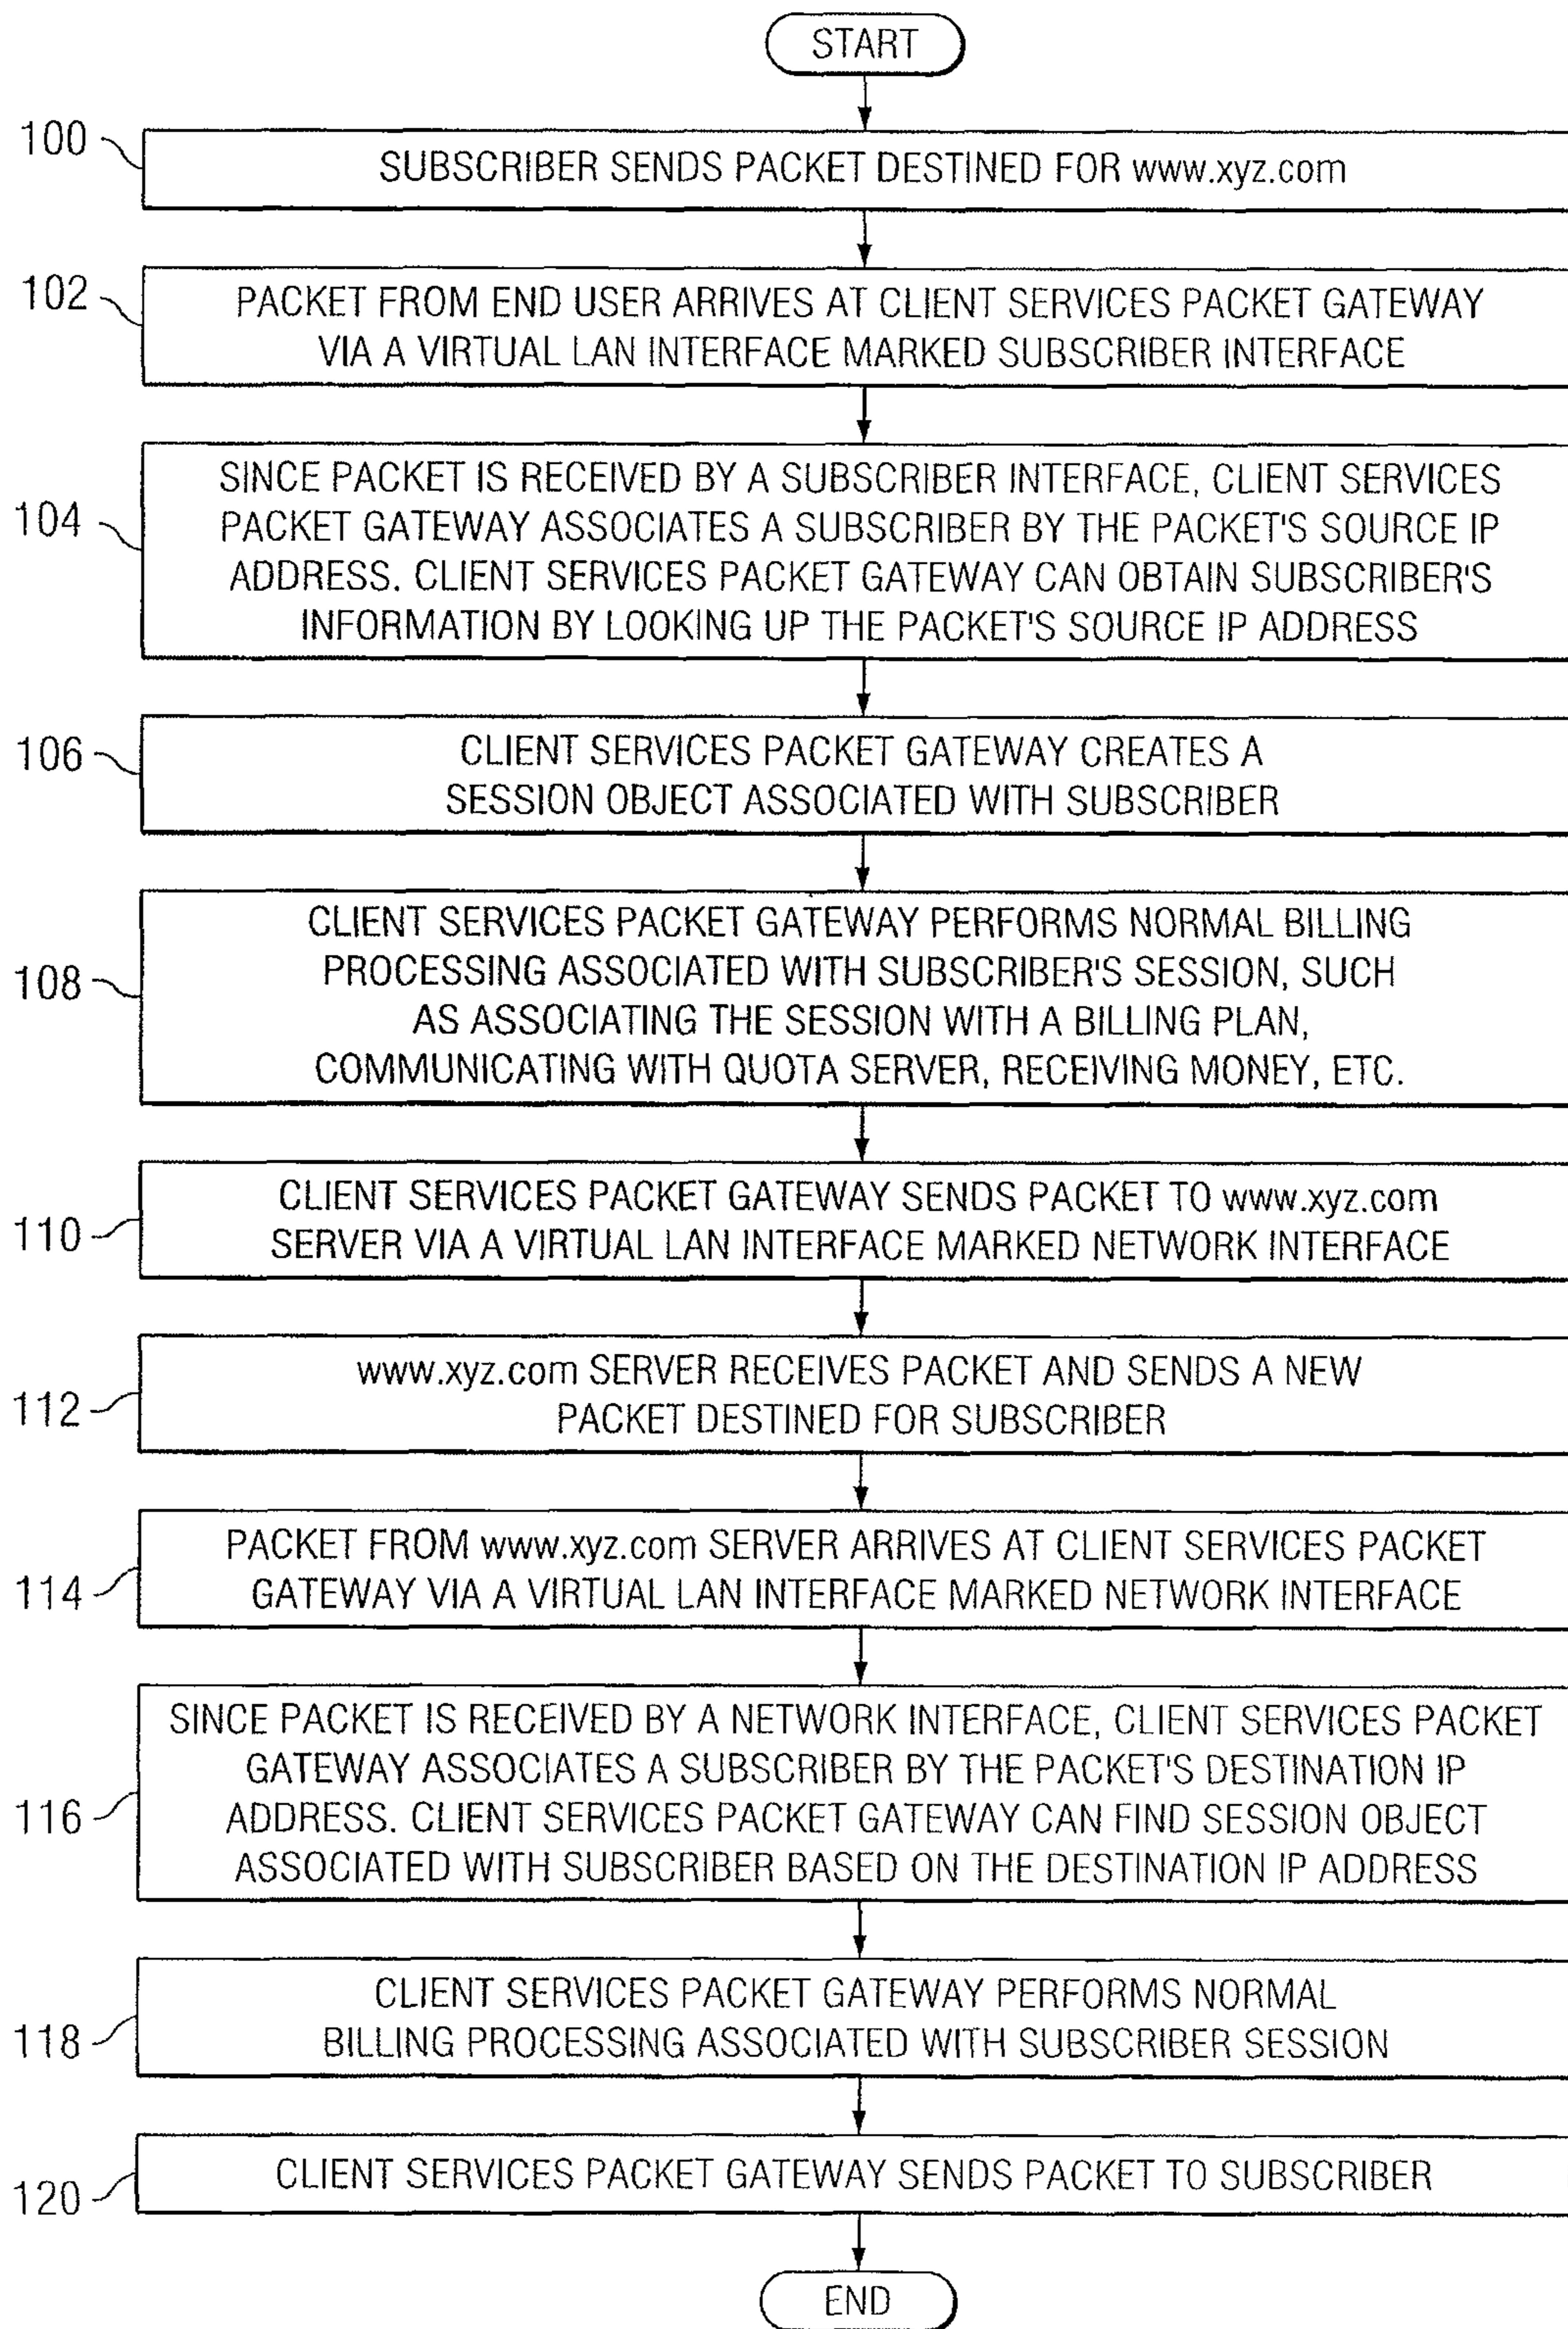 START
100
SUBSCRIBER SENDS PACKET DESTINED FOR www.xyz.com
102
PACKET FROM END USER ARRIVES AT CLIENT SERVICES PACKET GATEWAY
VIA A VIRTUAL LAN INTERFACE MARKED SUBSCRIBER INTERFACE
104
SINCE PACKET IS RECEIVED BY A SUBSCRIBER INTERFACE, CLIENT SERVICES
PACKET GATEWAY ASSOCIATES A SUBSCRIBER BY THE PACKET'S SOURCE IP
ADDRESS. CLIENT SERVICES PACKET GATEWAY CAN OBTAIN SUBSCRIBER'S
INFORMATION BY LOOKING UP THE PACKET'S SOURCE IP ADDRESS
106
CLIENT SERVICES PACKET GATEWAY CREATES A
SESSION OBJECT ASSOCIATED WITH SUBSCRIBER
108
CLIENT SERVICES PACKET GATEWAY PERFORMS NORMAL BILLING
PROCESSING ASSOCIATED WITH SUBSCRIBER'S SESSION, SUCH
AS ASSOCIATING THE SESSION WITH A BILLING PLAN,
COMMUNICATING WITH QUOTA SERVER, RECEIVING MONEY, ETC.
110
CLIENT SERVICES PACKET GATEWAY SENDS PACKET TO www.xyz.com
SERVER VIA A VIRTUAL LAN INTERFACE MARKED NETWORK INTERFACE
112
www.xyz.com SERVER RECEIVES PACKET AND SENDS A NEW
PACKET DESTINED FOR SUBSCRIBER
114
PACKET FROM www.xyz.com SERVER ARRIVES AT CLIENT SERVICES PACKET
GATEWAY VIA A VIRTUAL LAN INTERFACE MARKED NETWORK INTERFACE
116
SINCE PACKET IS RECEIVED BY A NETWORK INTERFACE, CLIENT SERVICES PACKET
GATEWAY ASSOCIATES A SUBSCRIBER BY THE PACKET'S DESTINATION IP
ADDRESS. CLIENT SERVICES PACKET GATEWAY CAN FIND SESSION OBJECT
ASSOCIATED WITH SUBSCRIBER BASED ON THE DESTINATION IP ADDRESS
118
CLIENT SERVICES PACKET GATEWAY PERFORMS NORMAL
BILLING PROCESSING ASSOCIATED WITH SUBSCRIBER SESSION
120
CLIENT SERVICES PACKET GATEWAY SENDS PACKET TO SUBSCRIBER
END